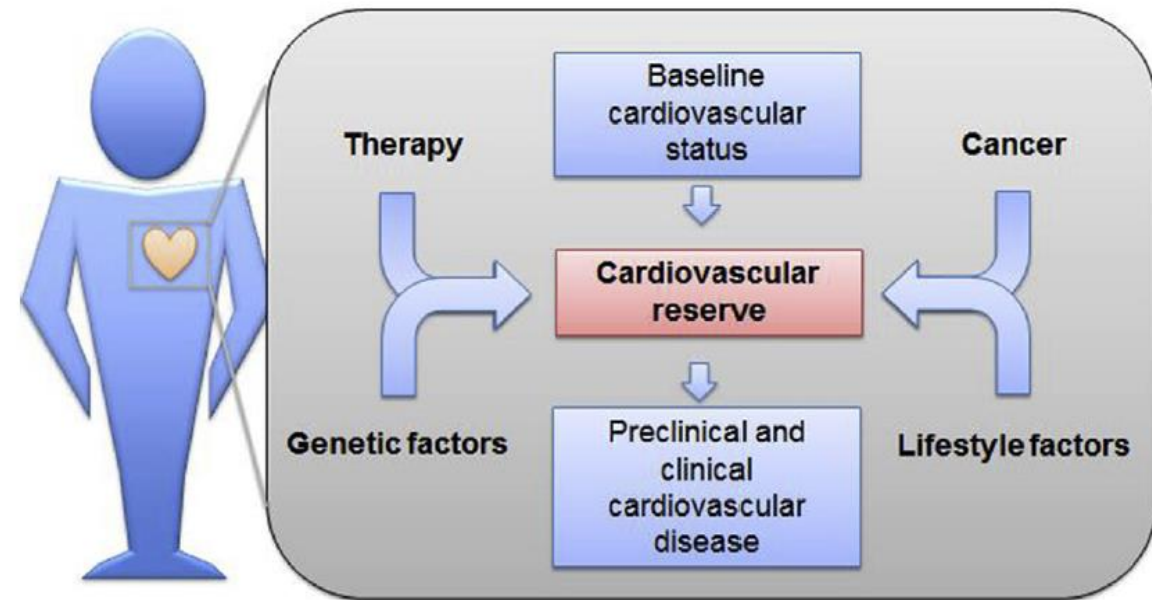 Baseline
cardiovascular
status
Therapy
Cancer
Cardiovascular
reserve
Genetic factors
Lifestyle factors
Preclinical and
clinical
cardiovascular
disease